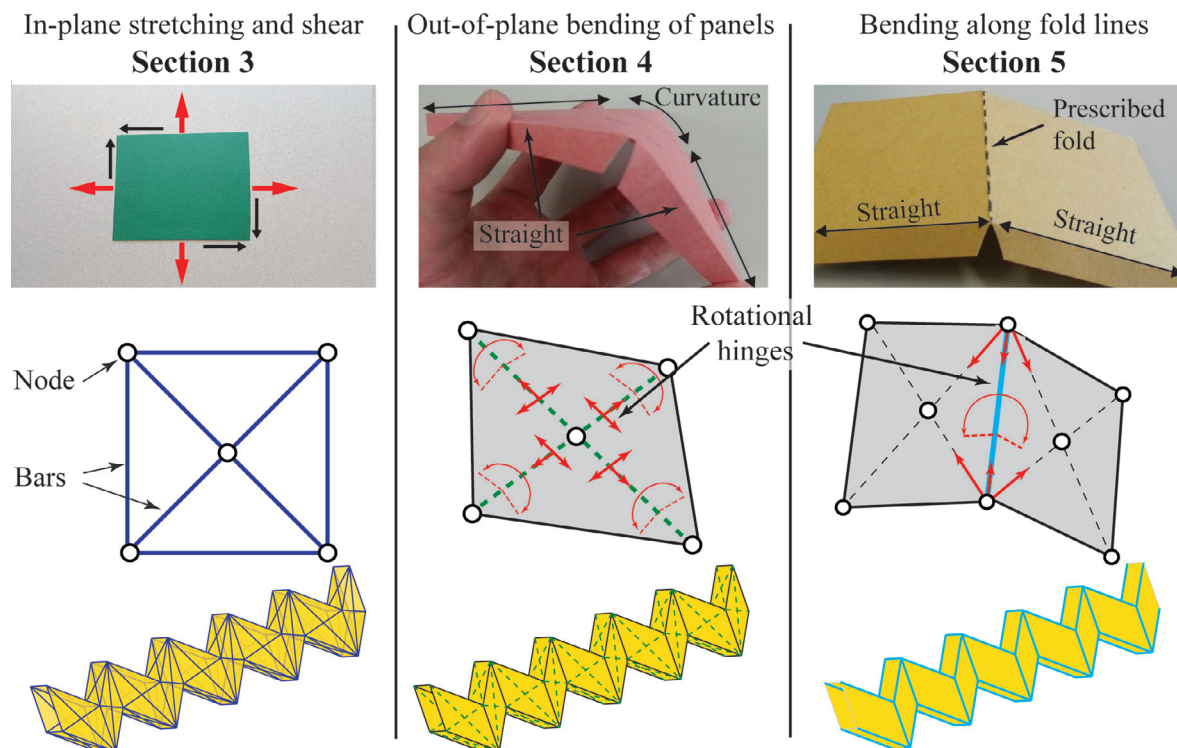 In-plane stretching and shear
Section 3
Out-of-plane bending of panels
Section 4
Bending along fold lines
Section 5
Curvature
Straight
Prescribed
fold
Straight
Straight
Rotational
hinges
Node
Bars